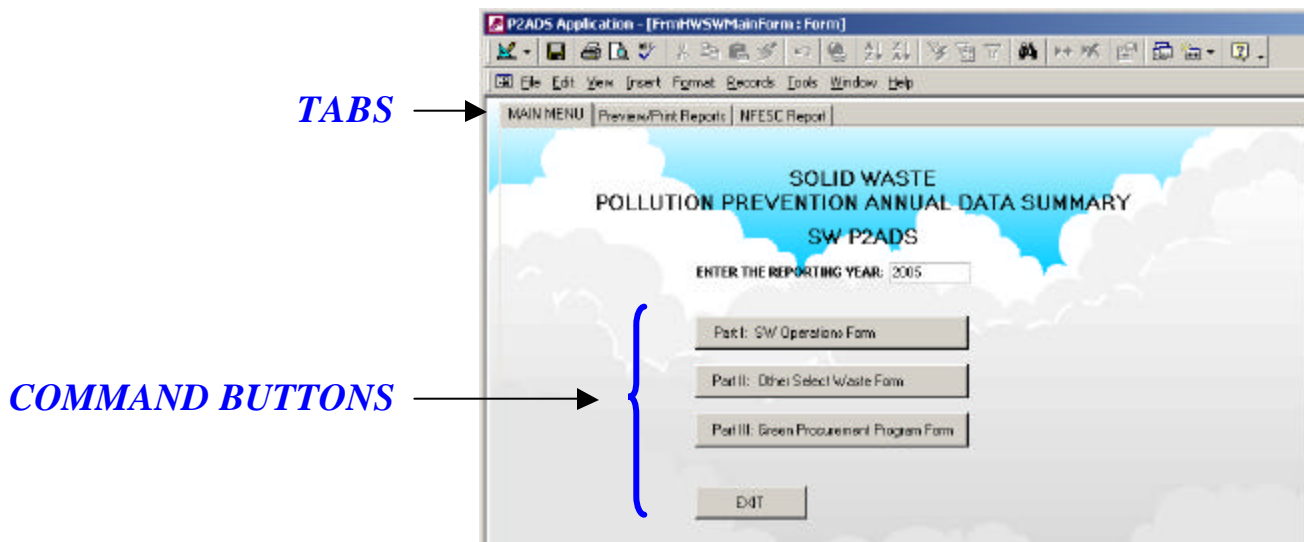 P2ADS Application - [FrmHWSWMainForm : Form]
File Edit View Insert Format Records Tools Window Help
TABS
MAIN MENU Preview/Print Reports NFESC Report
SOLID WASTE
POLLUTION PREVENTION ANNUAL DATA SUMMARY
SW P2ADS
ENTER THE REPORTING YEAR: 2005
Part I: SW Operations Form
COMMAND BUTTONS
Part II: Other Select Waste Form
Part III: Green Procurement Program Form
EXIT